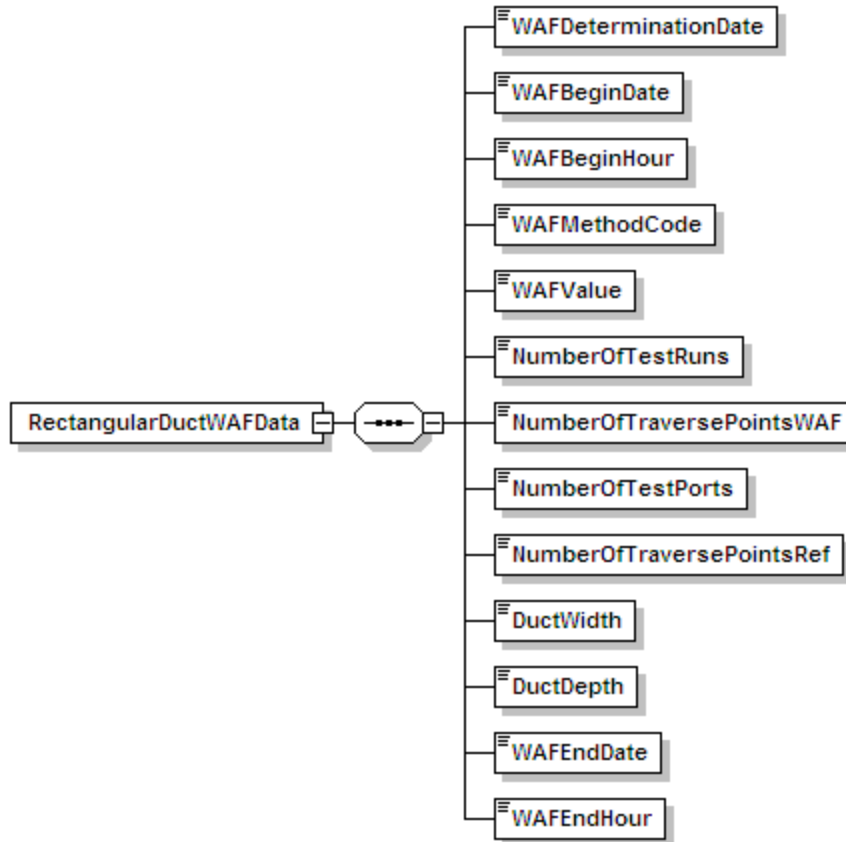 WAFDeterminationDate
WAFBeginDate
WAFBeginHour
WAFMethodCode
WAFValue
NumberOfTestRuns
RectangularDuctWAFData
NumberOfTraversePointsWAF
NumberOfTestPorts
NumberOfTraversePointsRef
DuctWidth
DuctDepth
WAFEndDate
WAFEndHour